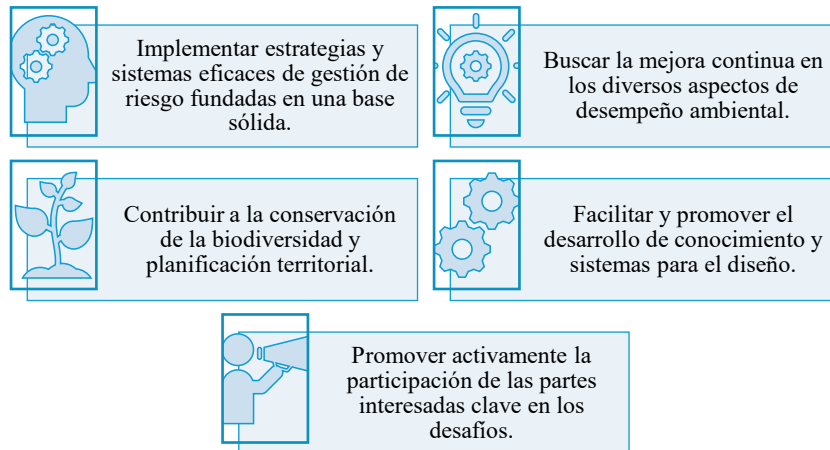 Implementar estrategias y
sistemas eficaces de gestión de
riesgo fundadas en una base
sólida.
Buscar la mejora continua en
los diversos aspectos de
desempeño ambiental.
Contribuir a la conservación
de la biodiversidad y
planificación territorial.
Facilitar y promover el
desarrollo de conocimiento y
sistemas para el diseño.
Promover activamente la
participación de las partes
interesadas clave en los
desafíos.